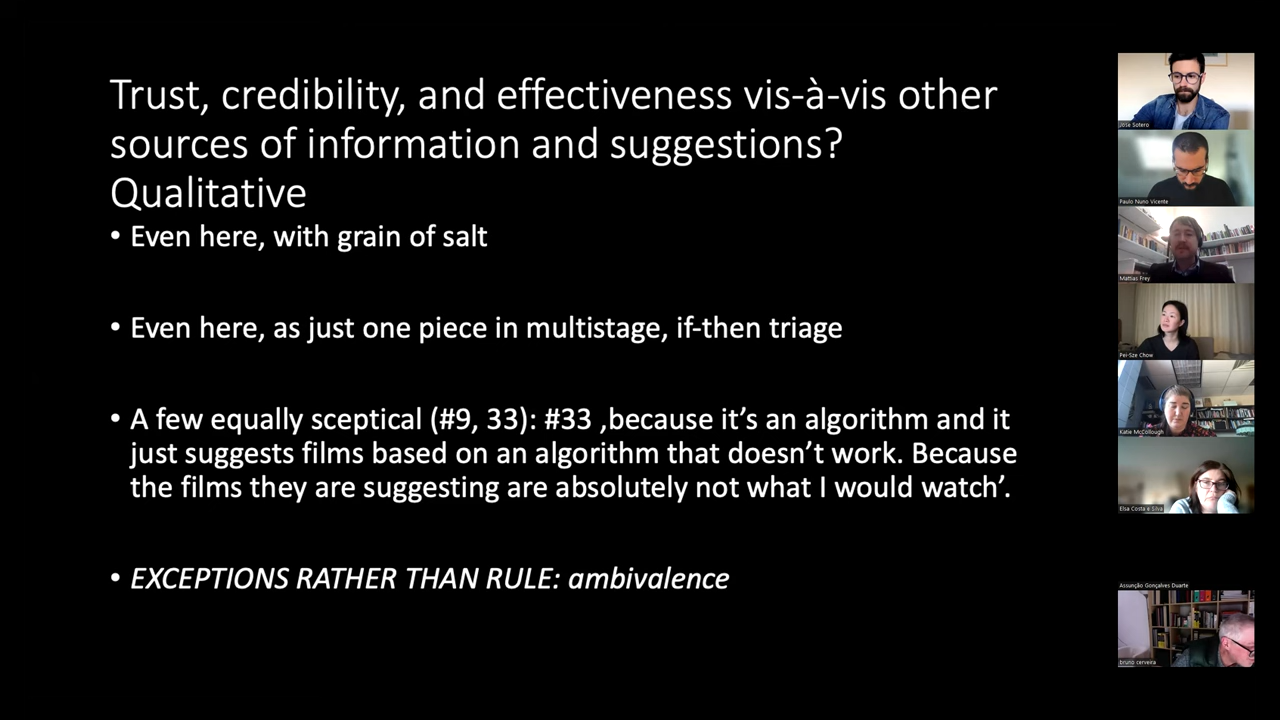 Trust, credibility, and effectiveness vis-à-vis other
sources of information and suggestions?
Qualitative
• Even here, with grain of salt
• Even here, as just one piece in multistage, if-then triage
• A few equally sceptical (#9, 33): #33 ‚because it's an algorithm and it
just suggests films based on an algorithm that doesn't work. Because
the films they are suggesting are absolutely not what I would watch'.
• EXCEPTIONS RATHER THAN RULE: ambivalence
José Sotero
Paulo Nuno Vicente
Mattias Frey
Pei-Sze Chow
Katie McCollough
Elsa Costa e Silva
Assunção Gonçalves Duarte
bruno cerveira